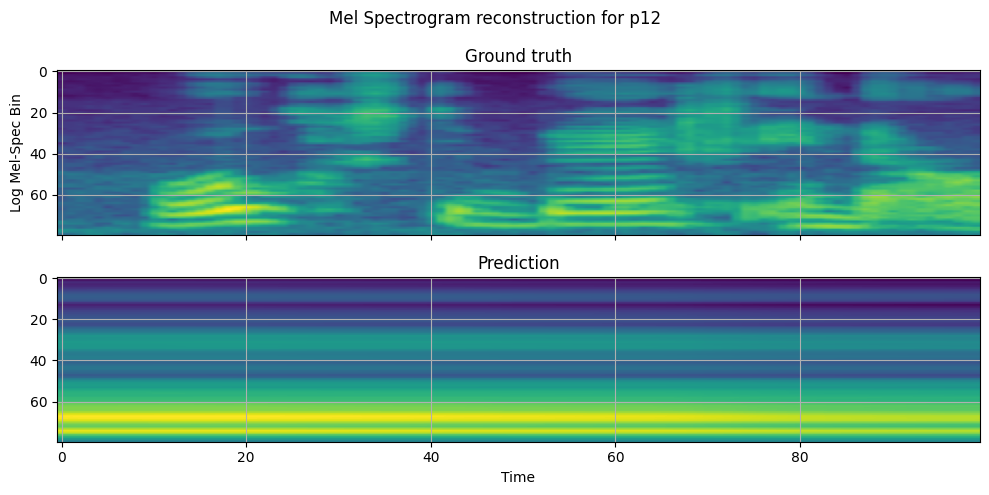 Mel Spectrogram reconstruction for p12
Ground truth
0
20
40
60
Log Mel-Spec Bin
Prediction
0
20
40
60
0 20 40 60 80
Time